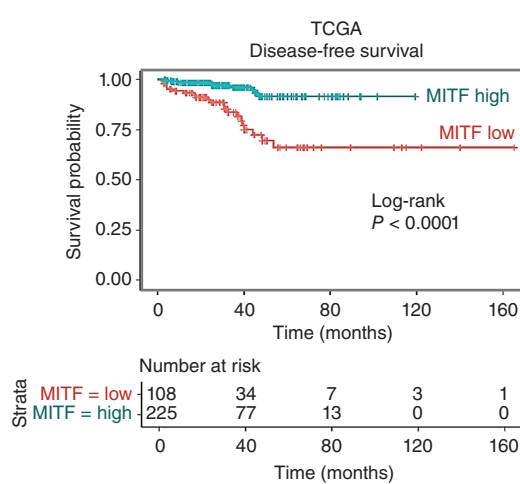 TCGA
Disease-free survival
Survival probability
1.00
0.75
0.50
0.25
0.00
MITF high
MITF low
Log-rank
P < 0.0001
0 40 80 120 160
Time (months)
Number at risk
Strata
MITF = low 108 34 7 3 1
MITF = high 225 77 13 0 0
0 40 80 120 160
Time (months)